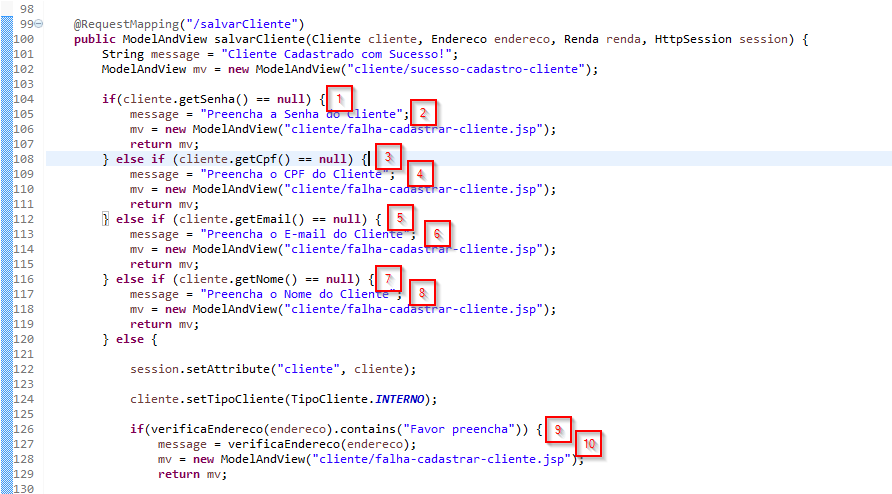 98
99 @RequestMapping("/salvarCliente")
100 public ModelAndView salvarCliente(Cliente cliente, Endereco endereco, Renda renda, HttpSession session) {
101 String message = "Cliente Cadastrado com Sucesso!";
102 ModelAndView mv = new ModelAndView("cliente/sucesso-cadastro-cliente");
103
104 if(cliente.getSenha() == null) { 1
105 message = "Preencha a Senha do Cliente"; 2
106 mv = new ModelAndView("cliente/falha-cadastrar-cliente.jsp");
107 return mv;
108 } else if (cliente.getCpf() == null) { 3
109 message = "Preencha o CPF do Cliente"; 4
110 mv = new ModelAndView("cliente/falha-cadastrar-cliente.jsp");
111 return mv;
112 } else if (cliente.getEmail() == null) { 5
113 message = "Preencha o E-mail do Cliente"; 6
114 mv = new ModelAndView("cliente/falha-cadastrar-cliente.jsp");
115 return mv;
116 } else if (cliente.getNome() == null) { 7
117 message = "Preencha o Nome do Cliente"; 8
118 mv = new ModelAndView("cliente/falha-cadastrar-cliente.jsp");
119 return mv;
120 } else {
121
122 session.setAttribute("cliente", cliente);
123
124 cliente.setTipoCliente(TipoCliente.INTERNO);
125
126 if(verificaEndereco(endereco).contains("Favor preencha")) { 9
127 message = verificaEndereco(endereco); 10
128 mv = new ModelAndView("cliente/falha-cadastrar-cliente.jsp");
129 return mv;
130